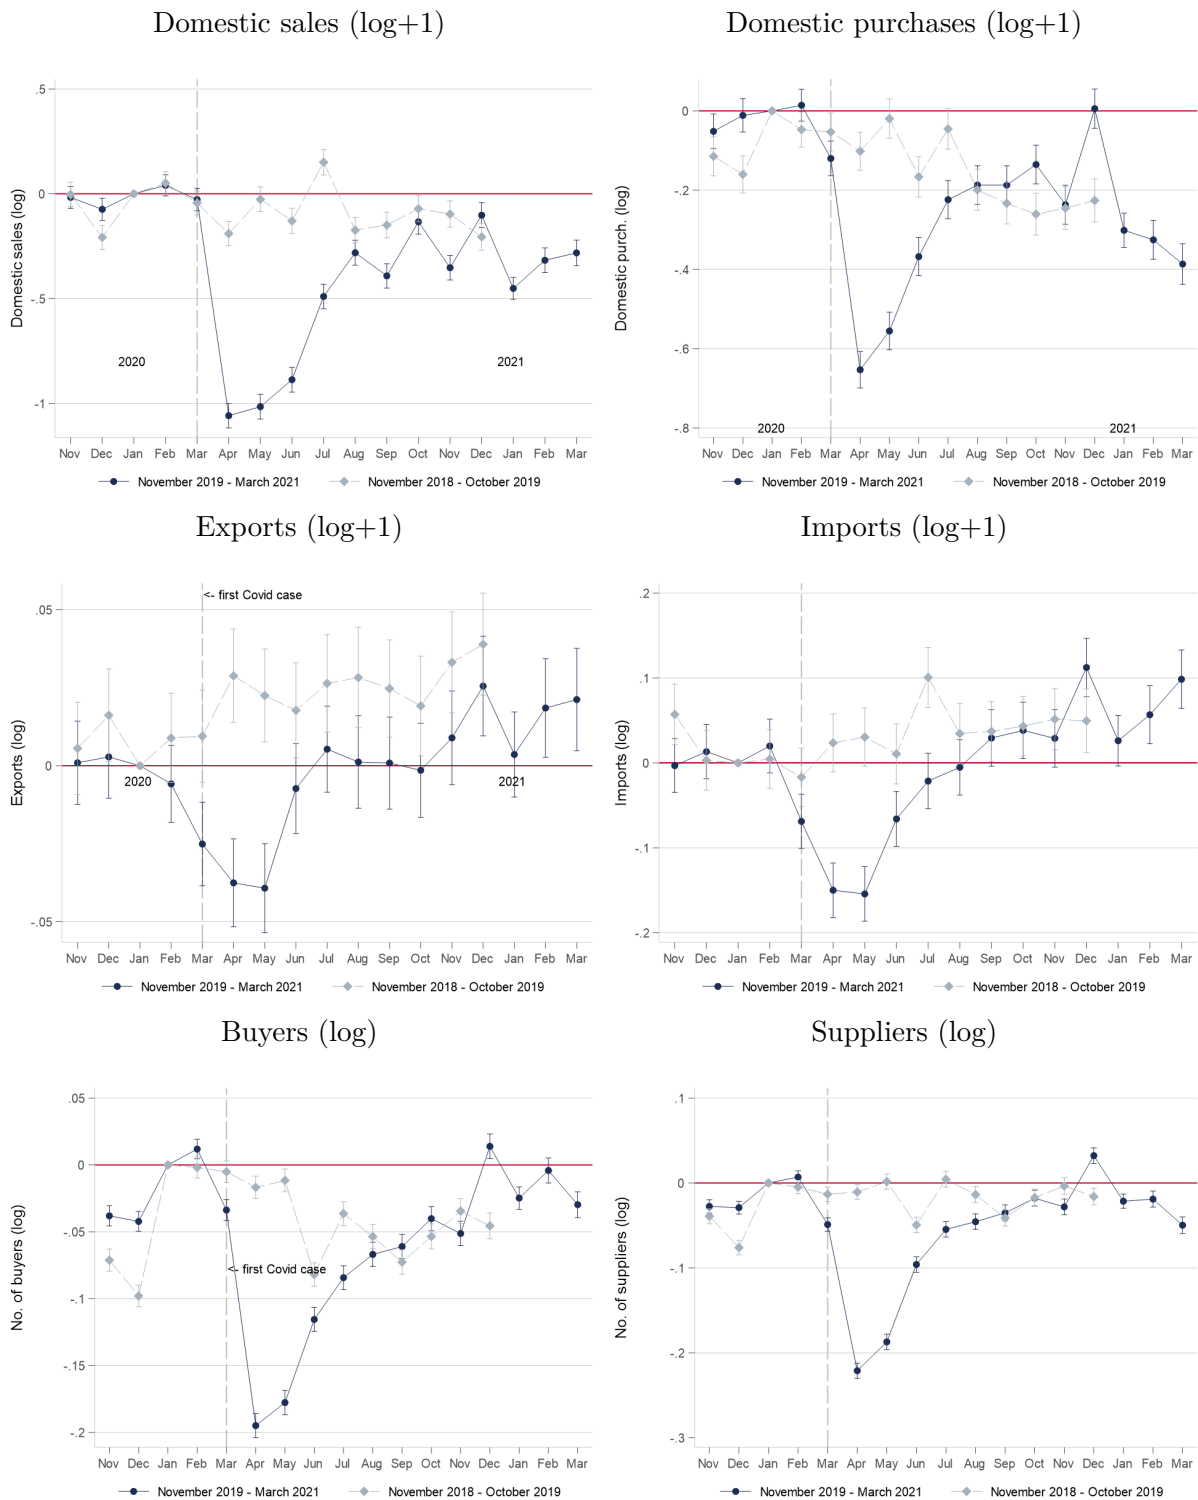 Domestic sales (log+1)
Domestic sales (log)
.5
0
-.5
-1
2020
2021
Nov Dec Jan Feb Mar Apr May Jun Jul Aug Sep Oct Nov Dec Jan Feb Mar
November 2019 - March 2021 November 2018 - October 2019
Domestic purchases (log+1)
Domestic purch. (log)
0
-.2
-.4
-.6
-.8
2020
2021
Nov Dec Jan Feb Mar Apr May Jun Jul Aug Sep Oct Nov Dec Jan Feb Mar
November 2019 - March 2021 November 2018 - October 2019
Exports (log+1)
Exports (log)
<- first Covid case
.05
0
-.05
2020
2021
Nov Dec Jan Feb Mar Apr May Jun Jul Aug Sep Oct Nov Dec Jan Feb Mar
November 2019 - March 2021 November 2018 - October 2019
Imports (log+1)
Imports (log)
.2
.1
0
-.1
-.2
Nov Dec Jan Feb Mar Apr May Jun Jul Aug Sep Oct Nov Dec Jan Feb Mar
November 2019 - March 2021 November 2018 - October 2019
Buyers (log)
No. of buyers (log)
.05
0
-.05
<- first Covid case
-.1
-.15
-.2
Nov Dec Jan Feb Mar Apr May Jun Jul Aug Sep Oct Nov Dec Jan Feb Mar
November 2019 - March 2021 November 2018 - October 2019
Suppliers (log)
No. of suppliers (log)
.1
0
-.1
-.2
-.3
Nov Dec Jan Feb Mar Apr May Jun Jul Aug Sep Oct Nov Dec Jan Feb Mar
November 2019 - March 2021 November 2018 - October 2019